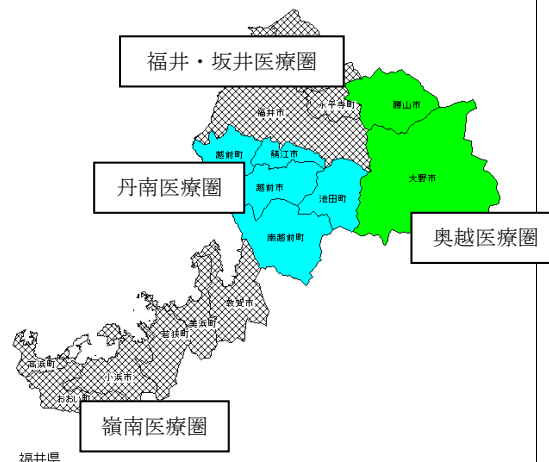 福井・坂井医療圏
永平寺町
勝山市
福井市
越前町
鯖江市
丹南医療圏
越前市
池田町
大野市
南越前町
奥越医療圏
敦賀市
美浜町
若狭町
高浜町
小浜市
おおい町
嶺南医療圏
福井県